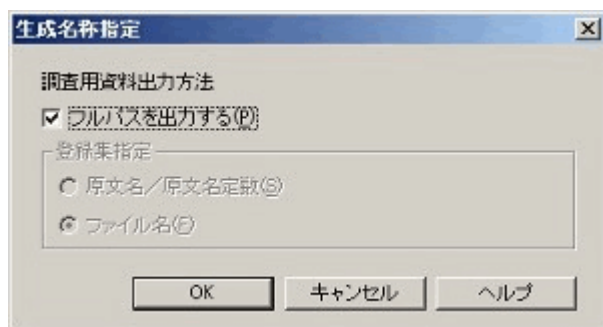 生成名称指定
調査用資料出力方法
フルパスを出力する(P)
登録集指定
原文名/原文名定数(S)
ファイル名(F)
OK キャンセル ヘルプ